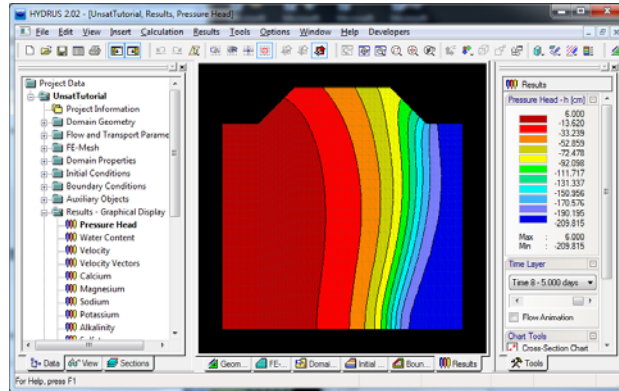 HYDRUS 2.02 - [UnsatTutorial, Results, Pressure Head]
File Edit View Insert Calculation Results Tools Options Window Help Developers
Project Data
UnsatTutorial
Project Information
Domain Geometry
Flow and Transport Parame
FE-Mesh
Domain Properties
Initial Conditions
Boundary Conditions
Auxiliary Objects
Results - Graphical Display
Pressure Head
Water Content
Velocity
Velocity Vectors
Calcium
Magnesium
Sodium
Potassium
Alkalinity
Data View Sections
Geom... FE-... Domai... Initial ... Boun... Results
Results
Pressure Head - h [cm]
6.000
-13.620
-33.239
-52.859
-72.478
-92.098
-111.717
-131.337
-150.956
-170.576
-190.195
-209.815
Max : 6.000
Min : -209.815
Time Layer
Time 8 - 5.000 days
Flow Animation
Chart Tools
Cross-Section Chart
Tools
For Help, press F1